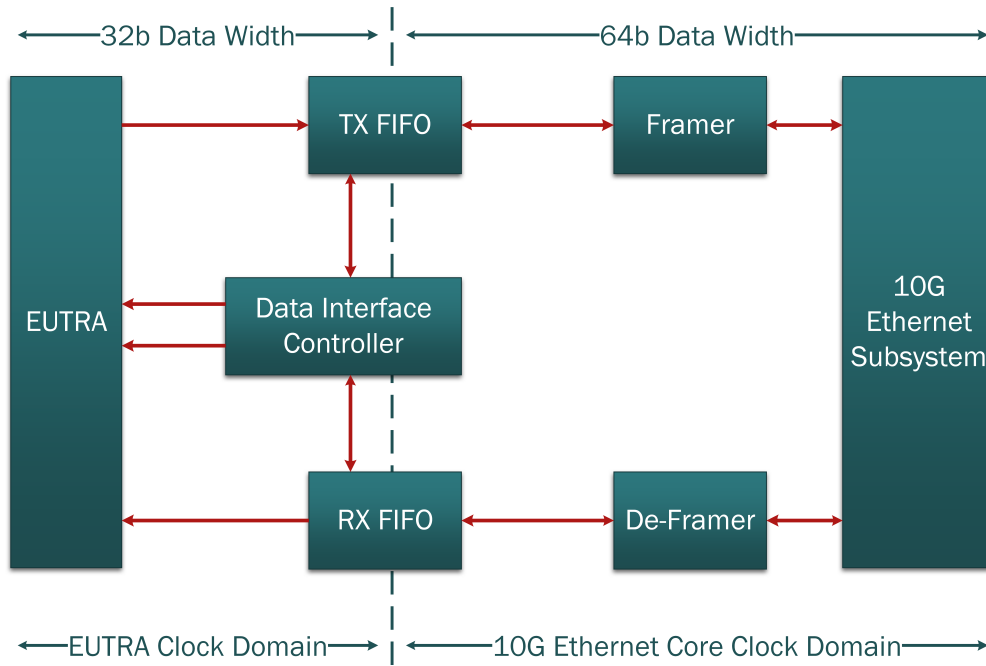 32b Data Width
64b Data Width
TX FIFO
Framer
EUTRA
Data Interface
Controller
10G
Ethernet
Subsystem
RX FIFO
De-Framer
EUTRA Clock Domain
10G Ethernet Core Clock Domain